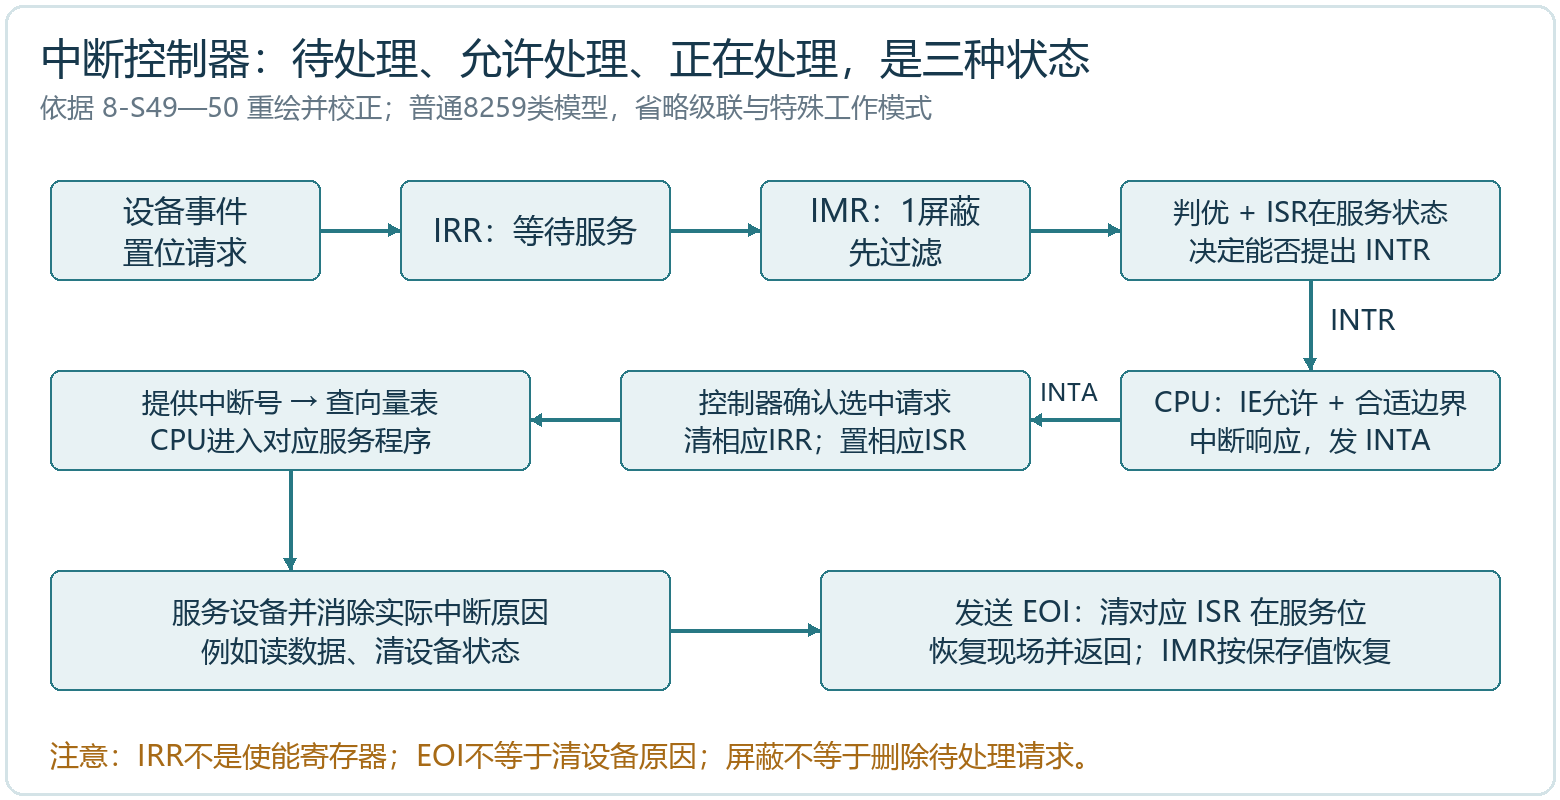 中断控制器：待处理、允许处理、正在处理，是三种状态
依据 8-S49—50 重绘并校正；普通8259类模型，省略级联与特殊工作模式
设备事件
置位请求
IRR：等待服务
IMR：1屏蔽
先过滤
判优 + ISR在服务状态
决定能否提出 INTR
INTR
提供中断号 → 查向量表
CPU进入对应服务程序
控制器确认选中请求
清相应IRR；置相应ISR
INTA
CPU：IE允许 + 合适边界
中断响应，发 INTA
服务设备并消除实际中断原因
例如读数据、清设备状态
发送 EOI：清对应 ISR 在服务位
恢复现场并返回；IMR按保存值恢复
注意：IRR不是使能寄存器；EOI不等于清设备原因；屏蔽不等于删除待处理请求。